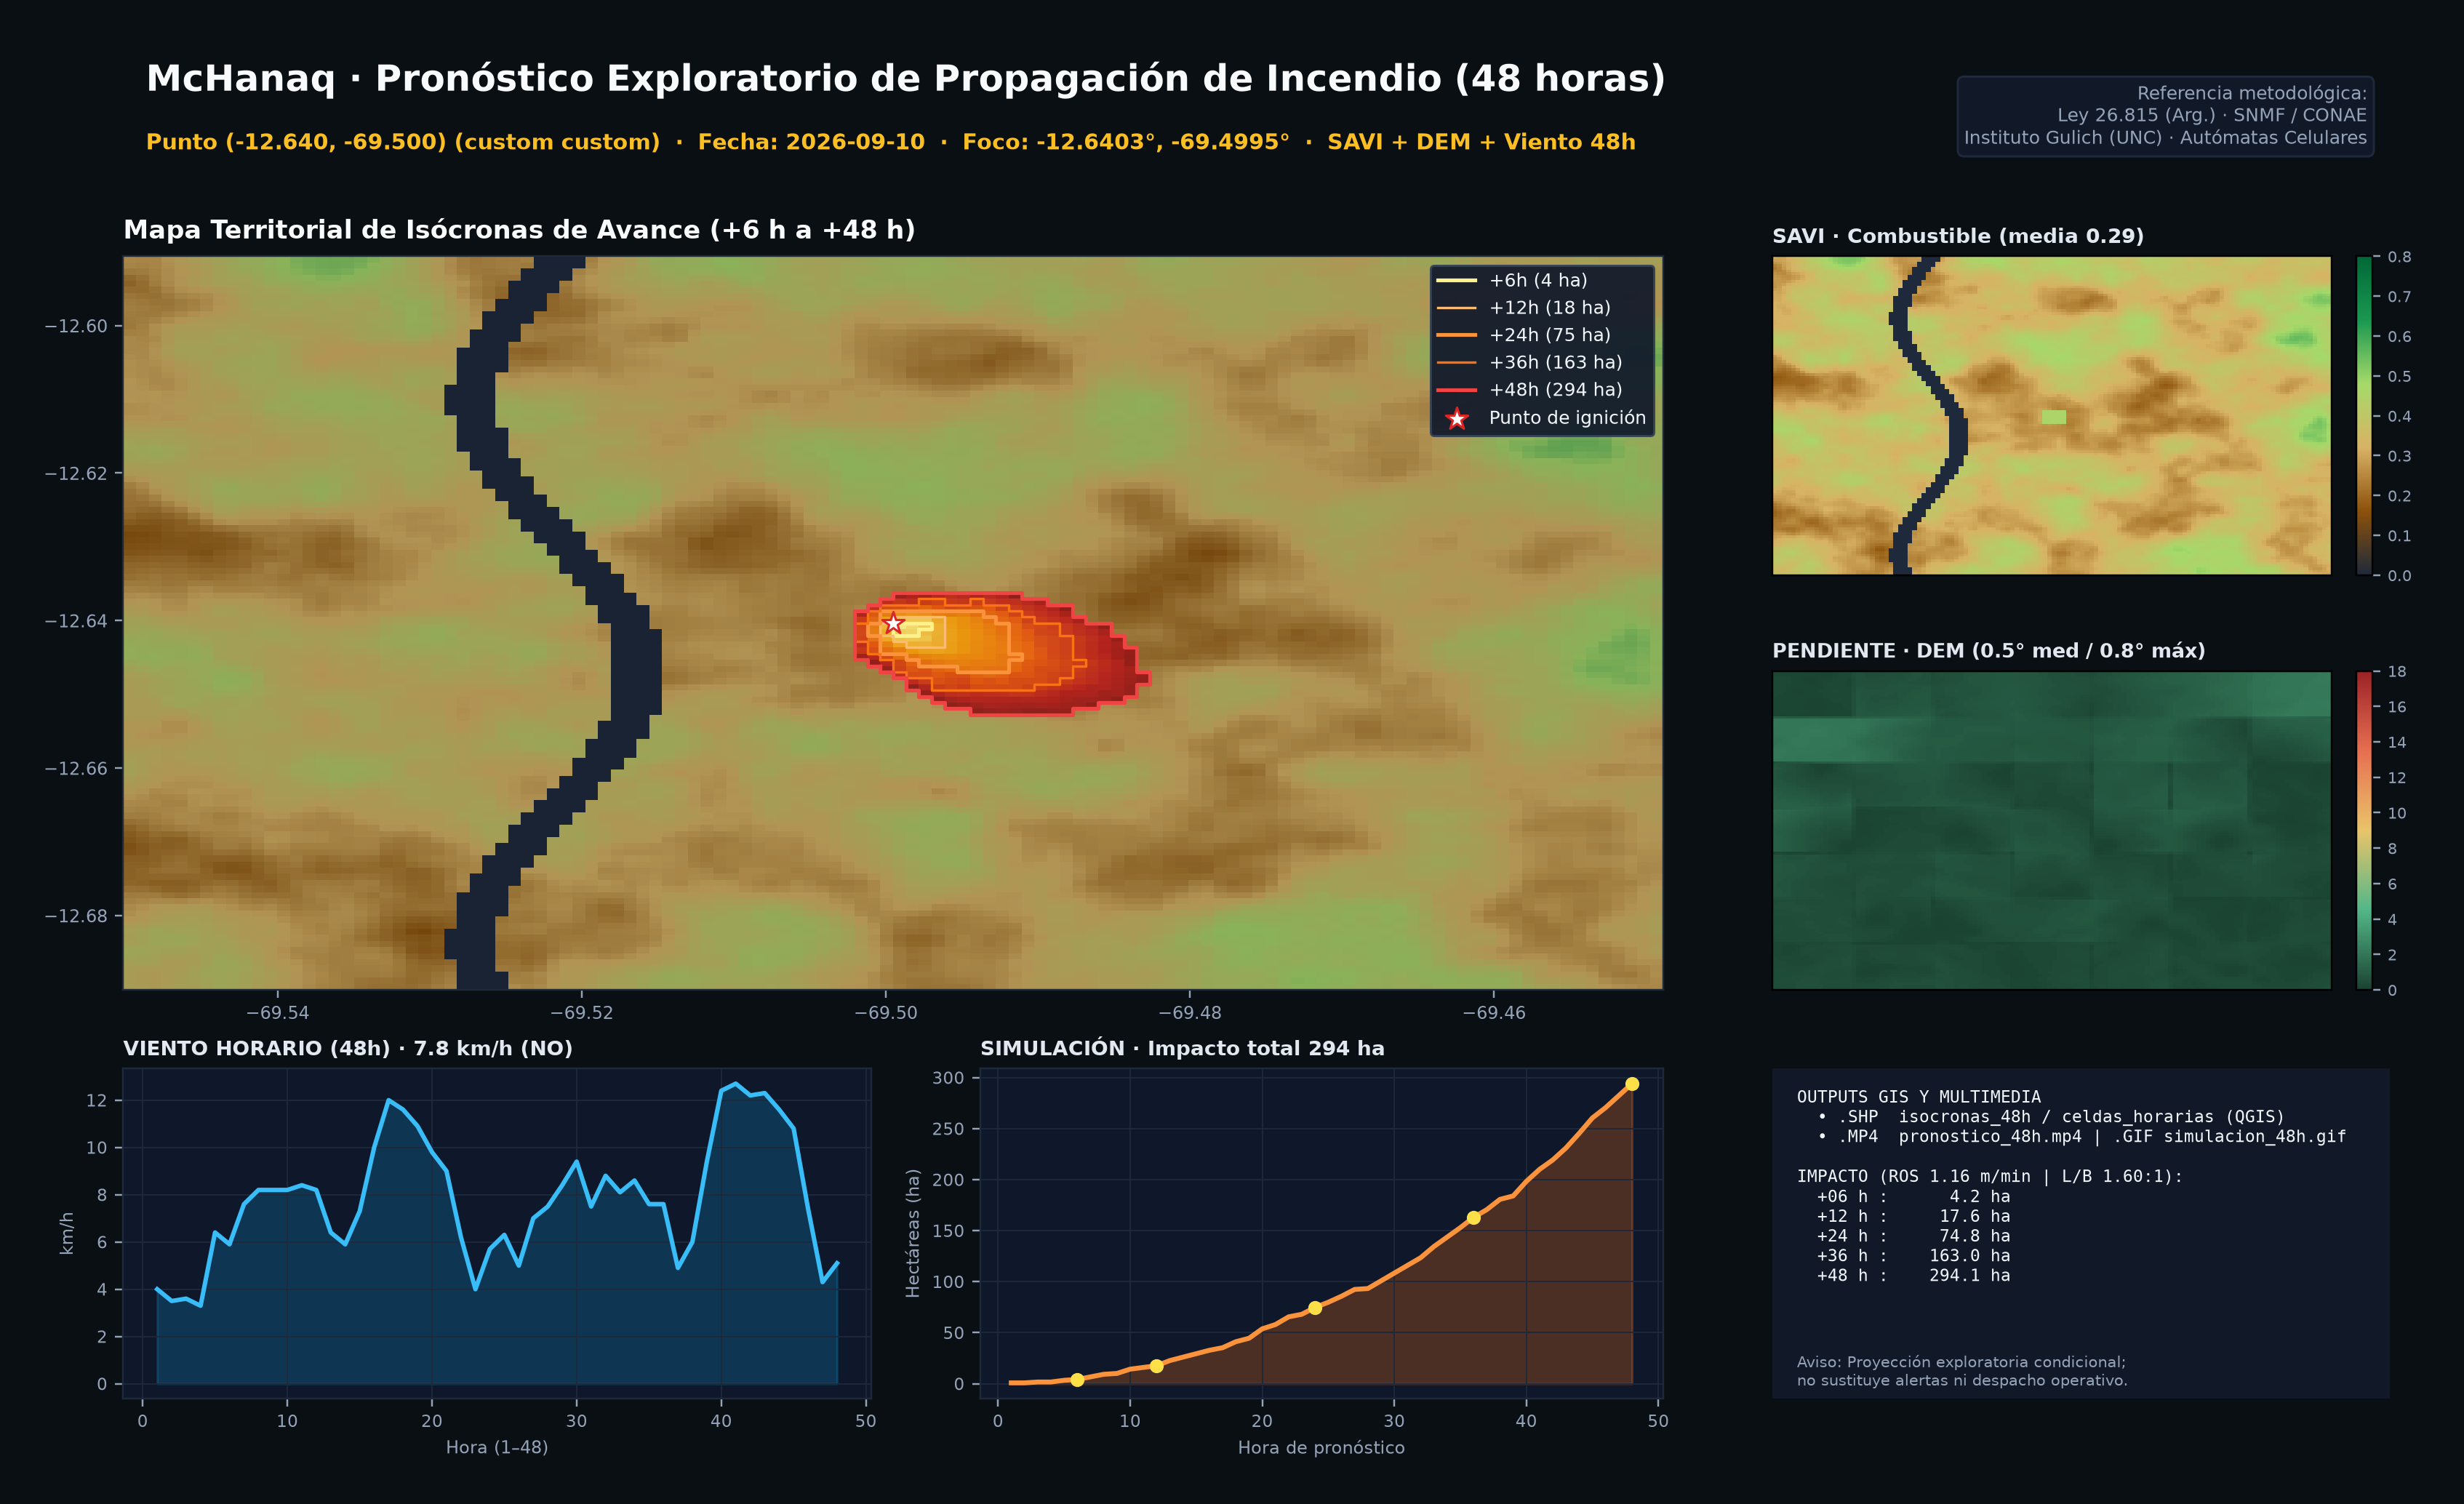 McHanaq · Pronóstico Exploratorio de Propagación de Incendio (48 horas)
Punto (-12.640, -69.500) (custom custom) · Fecha: 2026-09-10 · Foco: -12.6403°, -69.4995° · SAVI + DEM + Viento 48h
Referencia metodológica:
Ley 26.815 (Arg.) · SNMF / CONAE
Instituto Gulich (UNC) · Autómatas Celulares
Mapa Territorial de Isócronas de Avance (+6 h a +48 h)
+6h (4 ha)
+12h (18 ha)
+24h (75 ha)
+36h (163 ha)
+48h (294 ha)
Punto de ignición
−12.60
−12.62
−12.64
−12.66
−12.68
−69.54
−69.52
−69.50
−69.48
−69.46
SAVI · Combustible (media 0.29)
0.8
0.7
0.6
0.5
0.4
0.3
0.2
0.1
0.0
PENDIENTE · DEM (0.5° med / 0.8° máx)
18
16
14
12
10
8
6
4
2
0
VIENTO HORARIO (48h) · 7.8 km/h (NO)
km/h
12
10
8
6
4
2
0
0
10
20
30
40
50
Hora (1–48)
SIMULACIÓN · Impacto total 294 ha
Hectáreas (ha)
300
250
200
150
100
50
0
0
10
20
30
40
50
Hora de pronóstico
OUTPUTS GIS Y MULTIMEDIA
• .SHP isocronas_48h / celdas_horarias (QGIS)
• .MP4 pronostico_48h.mp4 | .GIF simulacion_48h.gif
IMPACTO (ROS 1.16 m/min | L/B 1.60:1):
+06 h : 4.2 ha
+12 h : 17.6 ha
+24 h : 74.8 ha
+36 h : 163.0 ha
+48 h : 294.1 ha
Aviso: Proyección exploratoria condicional;
no sustituye alertas ni despacho operativo.